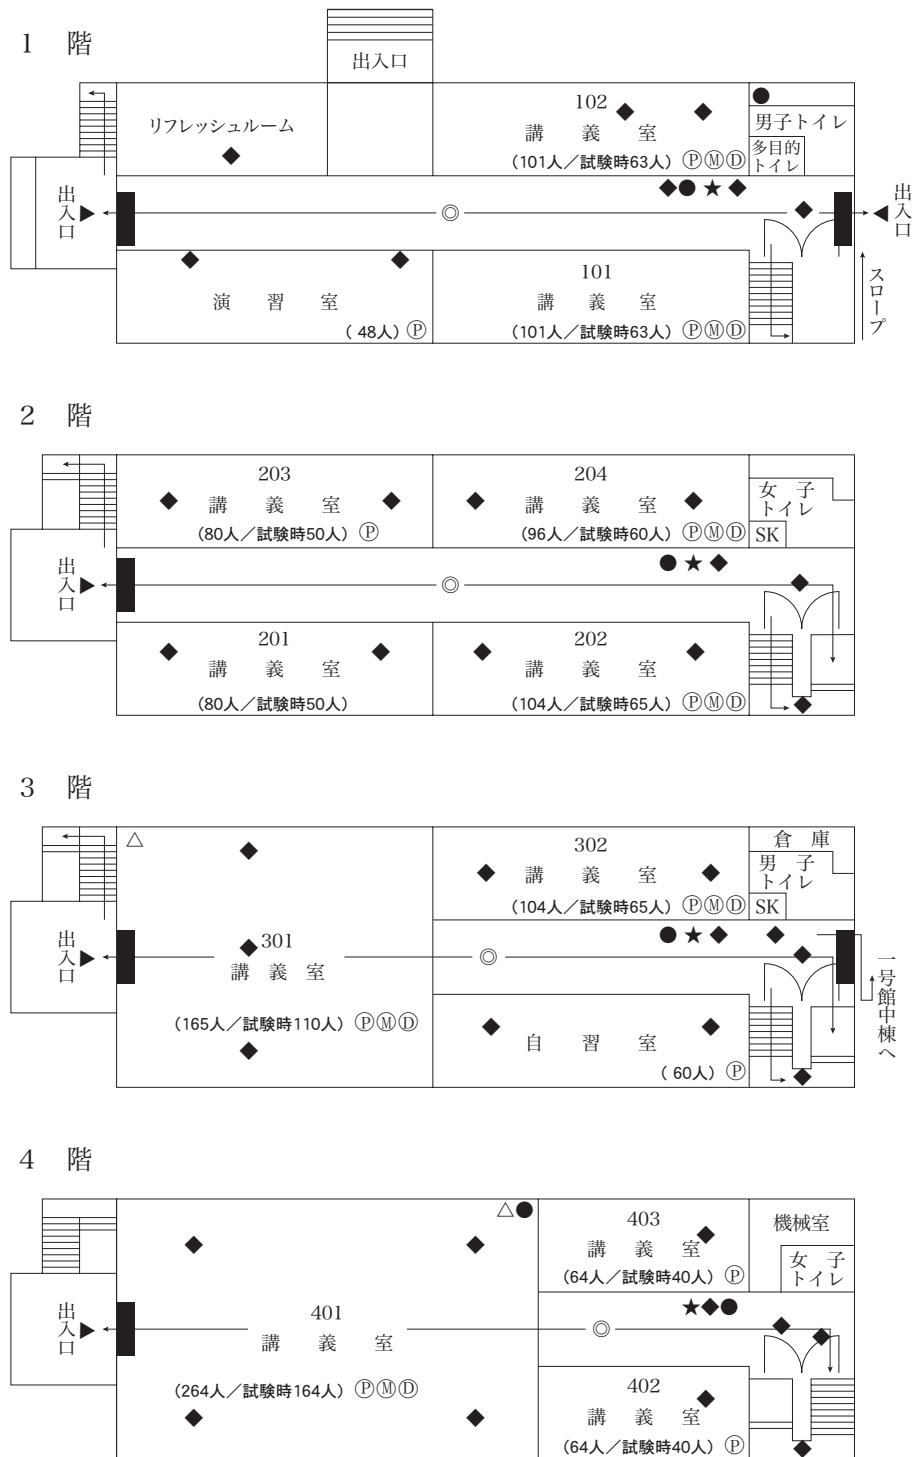 1 階
出入口
リフレッシュルーム
102
講 義 室
(101人/試験時63人) ⓅⓂⒹ
男子トイレ
多目的
トイレ
出入口
出入口
演 習 室
( 48人) Ⓟ
101
講 義 室
(101人/試験時63人) ⓅⓂⒹ
スロープ
2 階
203
講 義 室
(80人/試験時50人) Ⓟ
204
講 義 室
(96人/試験時60人) ⓅⓂⒹ
女 子
トイレ
SK
出入口
201
講 義 室
(80人/試験時50人)
202
講 義 室
(104人/試験時65人) ⓅⓂⒹ
3 階
302
講 義 室
(104人/試験時65人) ⓅⓂⒹ
倉 庫
男 子
トイレ
SK
出入口
301
講 義 室
(165人/試験時110人) ⓅⓂⒹ
自 習 室
( 60人) Ⓟ
一号館中棟へ
4 階
403
講 義 室
(64人/試験時40人) Ⓟ
機械室
女 子
トイレ
出入口
401
講 義 室
(264人/試験時164人) ⓅⓂⒹ
402
講 義 室
(64人/試験時40人) Ⓟ